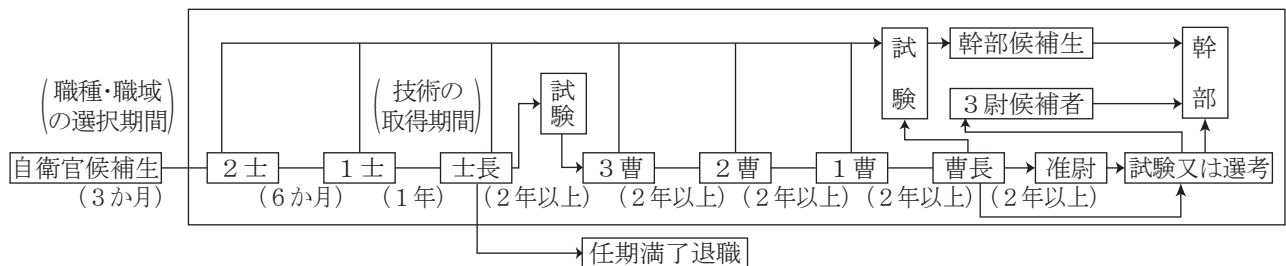 試験
幹部候補生
幹部
職種・職域
の選択期間
技術の
取得期間
試験
３尉候補者
自衛官候補生
２士
１士
士長
３曹
２曹
１曹
曹長
准尉
試験又は選考
（３か月）
（６か月）
（１年）
（２年以上）
（２年以上）
（２年以上）
（２年以上）
（２年以上）
任期満了退職